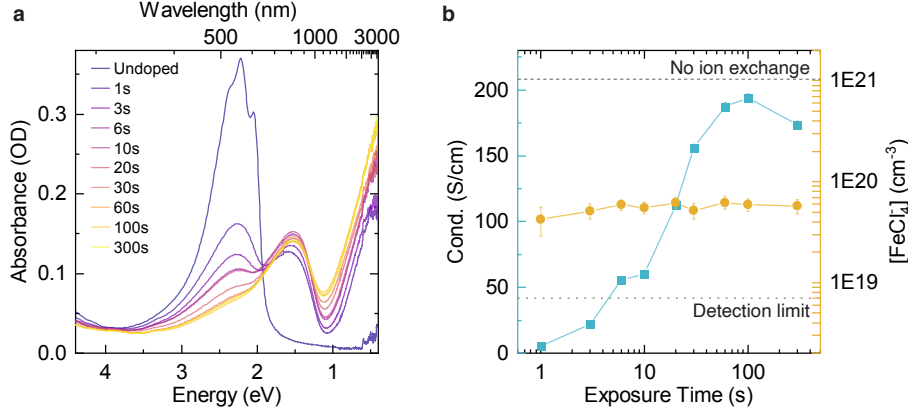 a
Wavelength (nm)
500 1000 3000
Absorbance (OD)
0.3
0.2
0.1
0.0
Undoped
1s
3s
6s
10s
20s
30s
60s
100s
300s
4 3 2 1
Energy (eV)
b
Cond. (S/cm)
200
150
100
50
0
No ion exchange
Detection limit
1E21
1E20
1E19
[FeCl₄⁻] (cm⁻³)
1 10 100
Exposure Time (s)